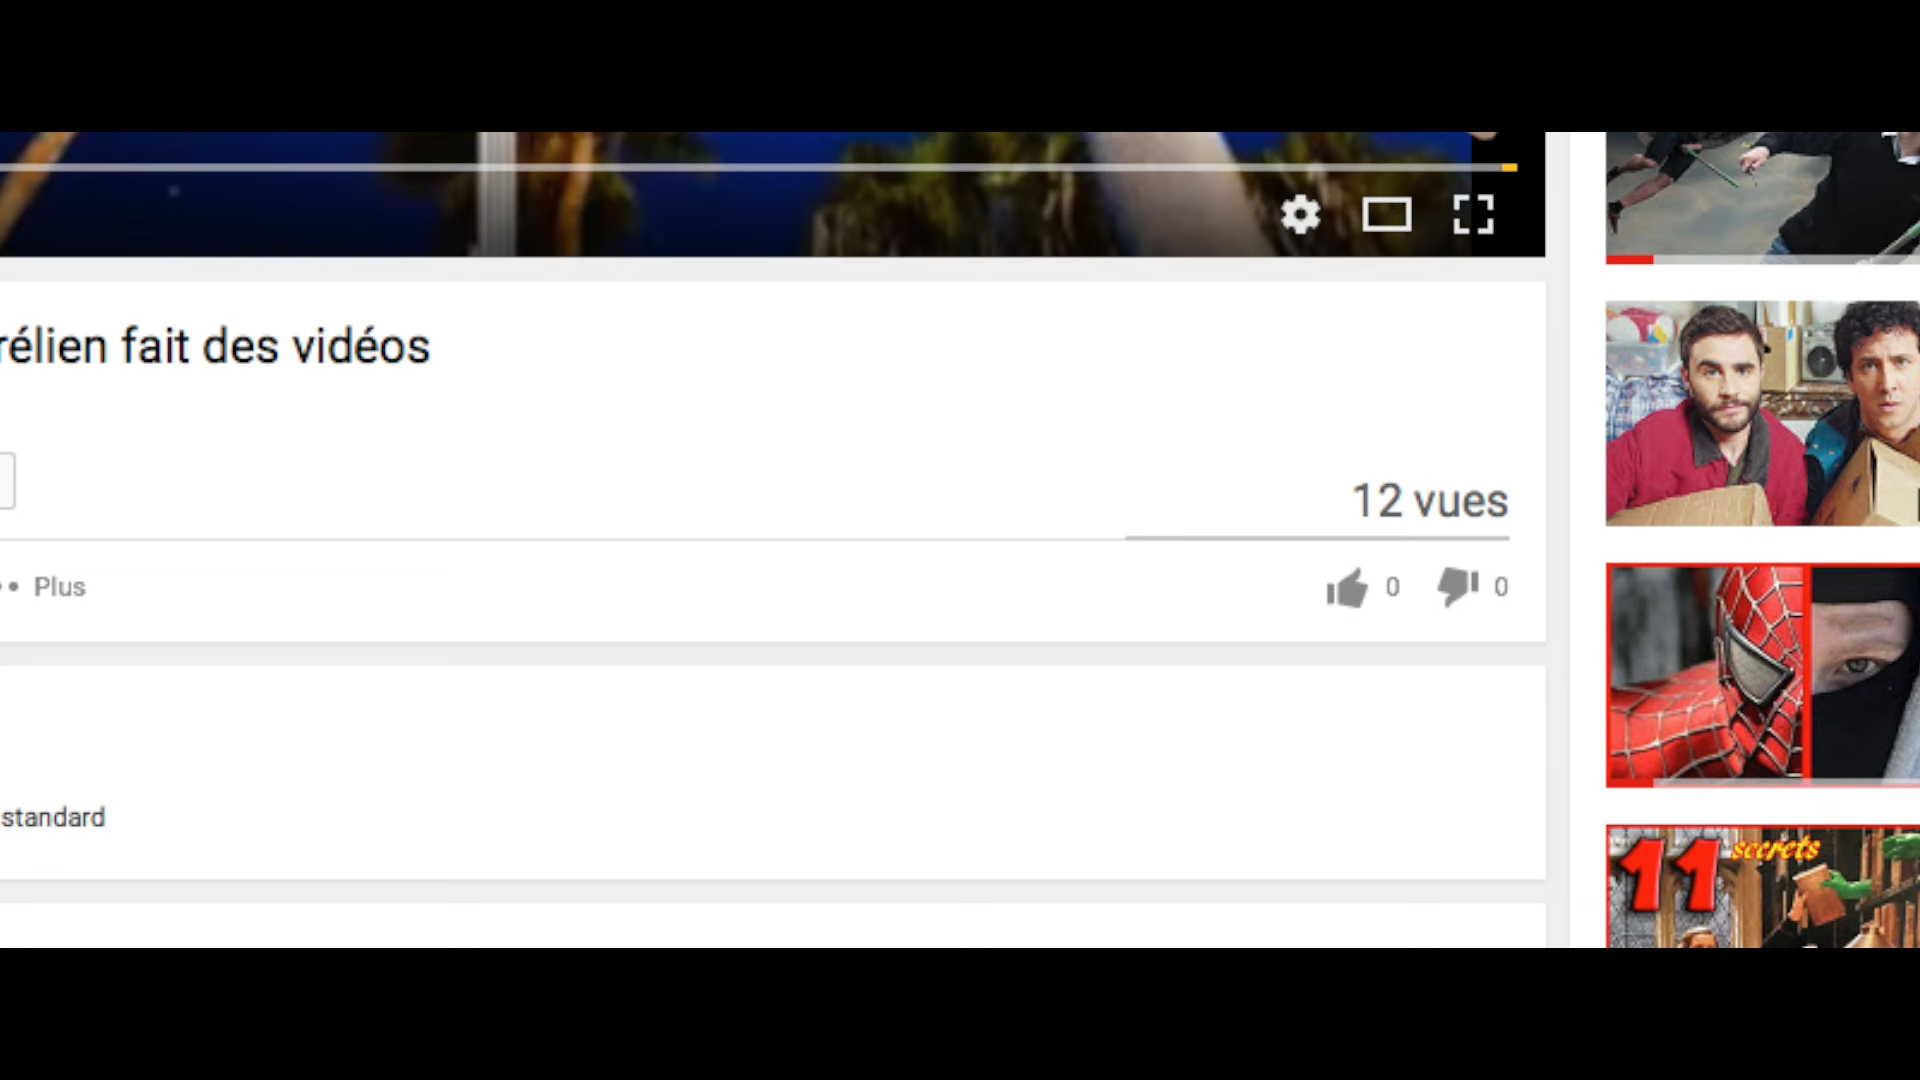 rélien fait des vidéos
12 vues
Plus
0
0
standard
11 secrets